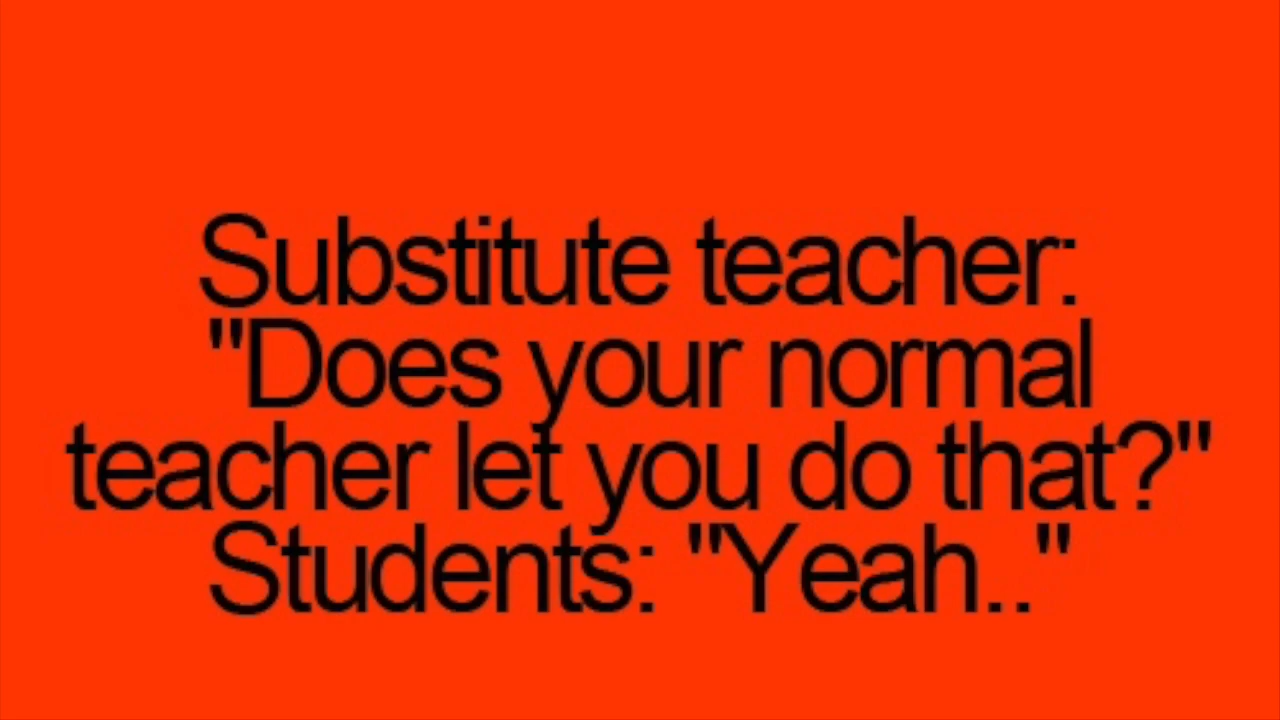 Substitute teacher:
"Does your normal
teacher let you do that?"
Students: "Yeah.."